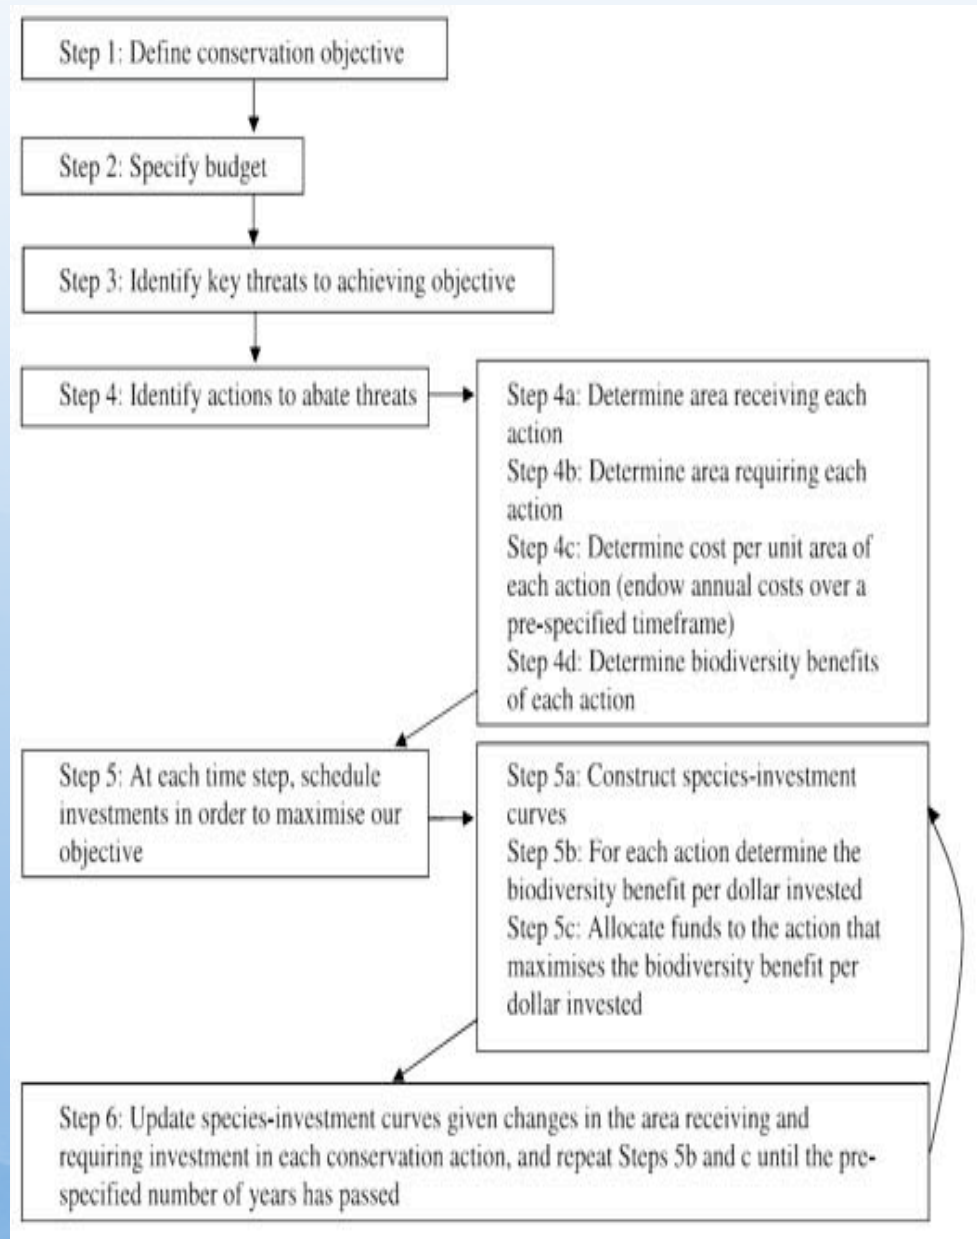 Step 1: Define conservation objective
Step 2: Specify budget
Step 3: Identify key threats to achieving objective
Step 4: Identify actions to abate threats
Step 4a: Determine area receiving each
action
Step 4b: Determine area requiring each
action
Step 4c: Determine cost per unit area of
each action (endow annual costs over a
pre-specified timeframe)
Step 4d: Determine biodiversity benefits
of each action
Step 5: At each time step, schedule
investments in order to maximise our
objective
Step 5a: Construct species-investment
curves
Step 5b: For each action determine the
biodiversity benefit per dollar invested
Step 5c: Allocate funds to the action that
maximises the biodiversity benefit per
dollar invested
Step 6: Update species-investment curves given changes in the area receiving and
requiring investment in each conservation action, and repeat Steps 5b and c until the pre-
specified number of years has passed